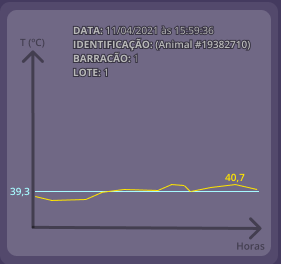 DATA: 11/04/2021 às 15:59:36
T (°C)
IDENTIFICAÇÃO: (Animal #19382710)
BARRACÃO: 1
LOTE: 1
40,7
39,3
Horas